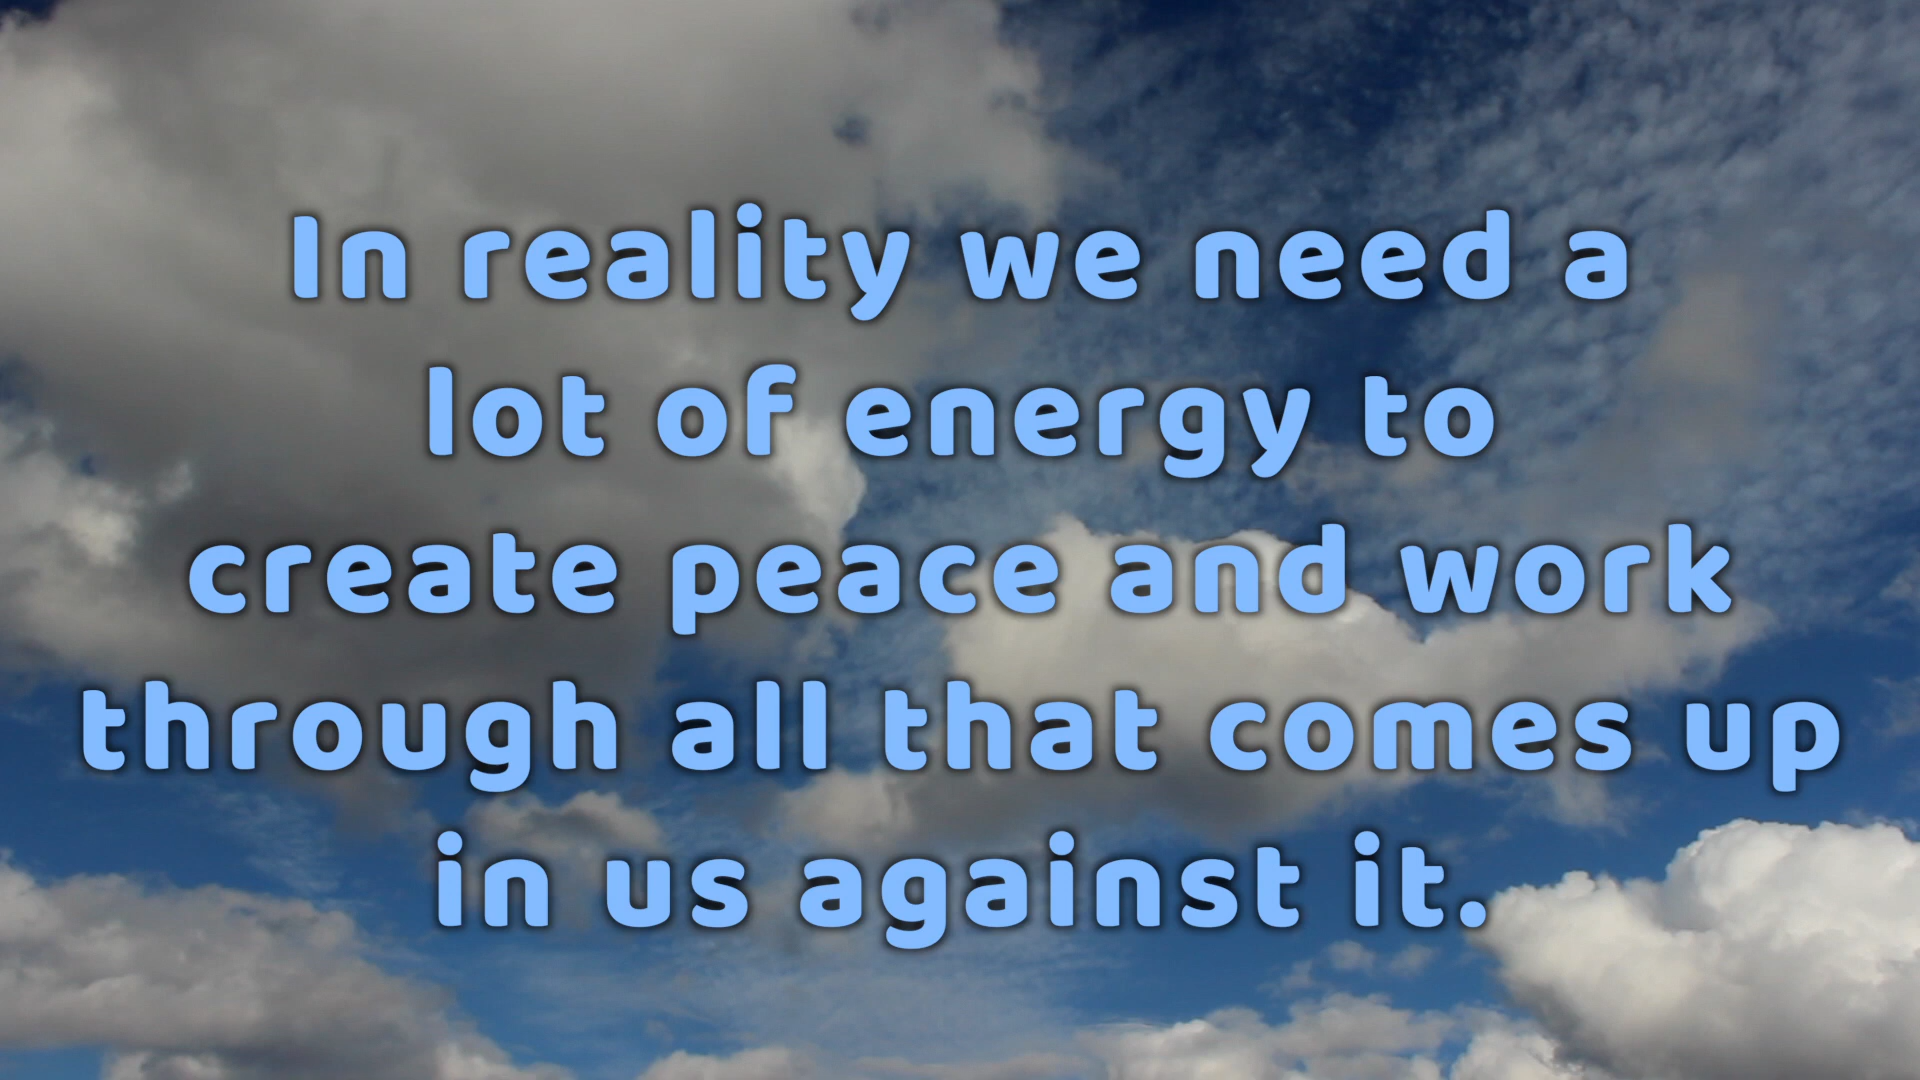 In reality we need a
lot of energy to
create peace and work
through all that comes up
in us against it.